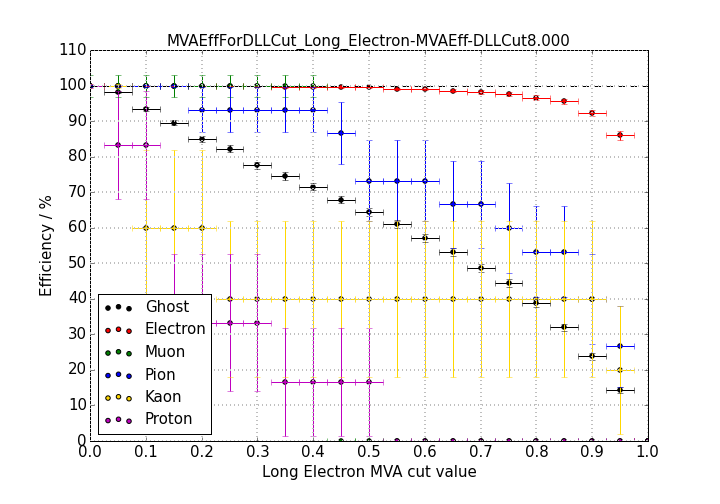 MVAEffForDLLCut_Long_Electron-MVAEff-DLLCut8.000
110
100
90
80
70
60
50
40
30
20
10
0
Efficiency / %
Ghost
Electron
Muon
Pion
Kaon
Proton
0.0 0.1 0.2 0.3 0.4 0.5 0.6 0.7 0.8 0.9 1.0
Long Electron MVA cut value